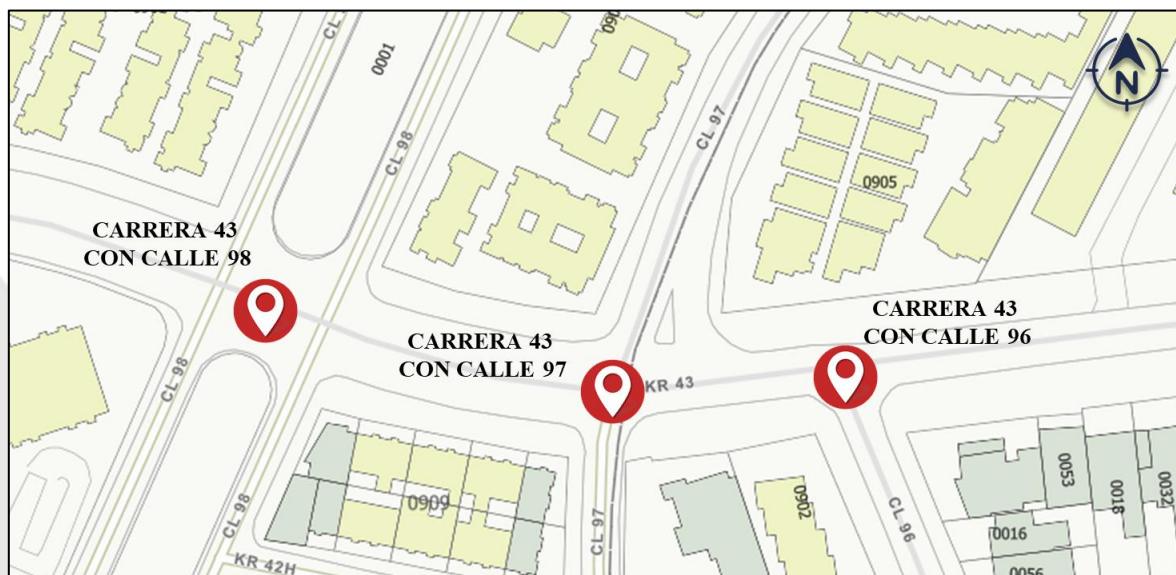 0001
CL 98
CL 97
0905
N
CARRERA 43
CON CALLE 98
CARRERA 43
CON CALLE 97
CARRERA 43
CON CALLE 96
KR 43
CL 98
CL 98
0909
CL 97
0902
CL 96
0053
0018
0032
0016
0056
KR 42H